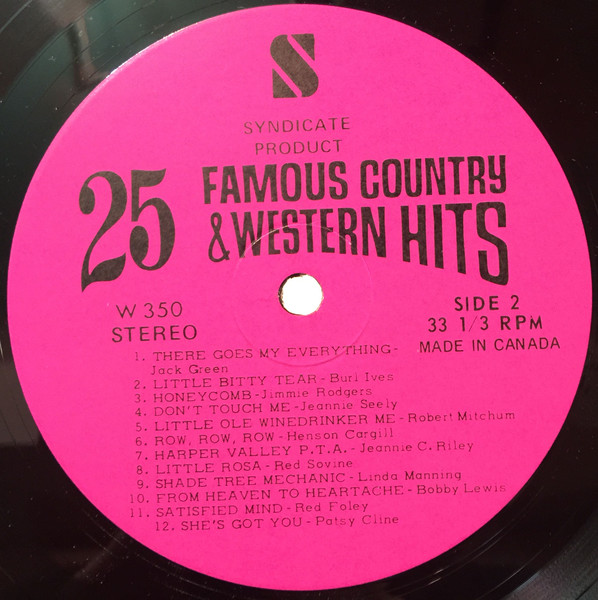 S
SYNDICATE
PRODUCT
25 FAMOUS COUNTRY
& WESTERN HITS
W 350
STEREO
SIDE 2
33 1/3 RPM
MADE IN CANADA
1. THERE GOES MY EVERYTHING-
Jack Green
2. LITTLE BITTY TEAR - Burl Ives
3. HONEYCOMB - Jimmie Rodgers
4. DON'T TOUCH ME - Jeannie Seely
5. LITTLE OLE WINEDRINKER ME - Robert Mitchum
6. ROW, ROW, ROW - Henson Cargill
7. HARPER VALLEY P.T.A. - Jeannie C. Riley
8. LITTLE ROSA - Red Sovine
9. SHADE TREE MECHANIC - Linda Manning
10. FROM HEAVEN TO HEARTACHE - Bobby Lewis
11. SATISFIED MIND - Red Foley
12. SHE'S GOT YOU - Patsy Cline